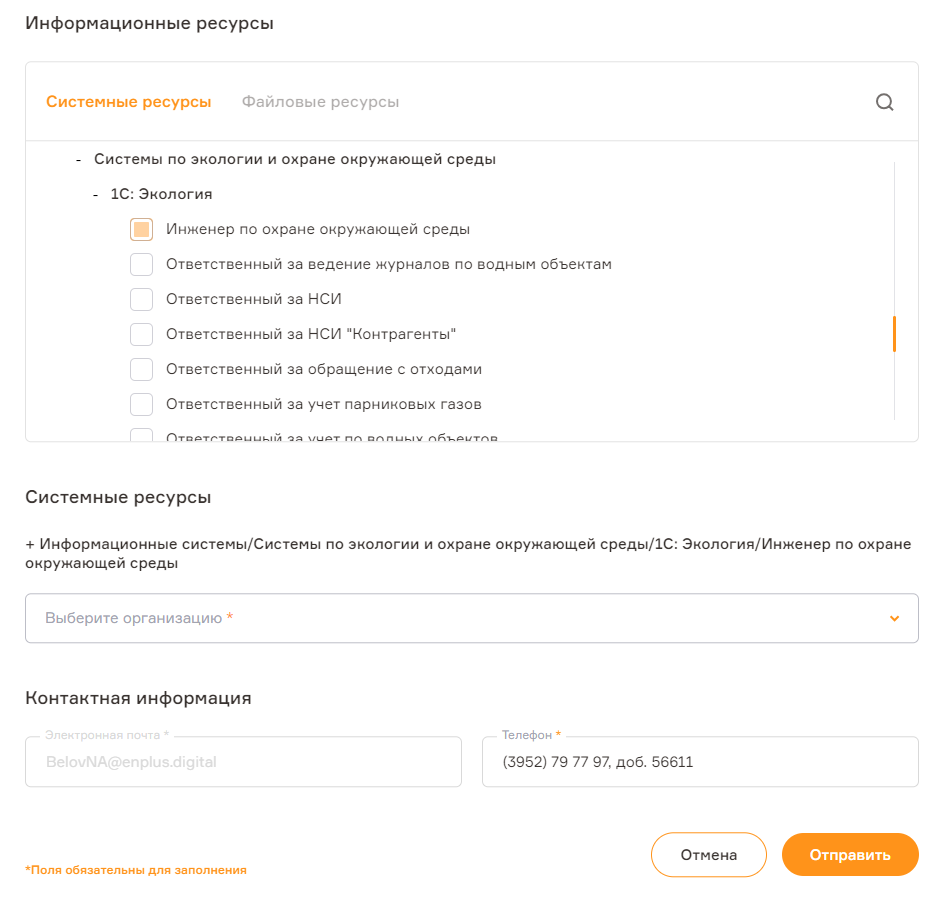 Информационные ресурсы
Системные ресурсы Файловые ресурсы
- Системы по экологии и охране окружающей среды
- 1С: Экология
Инженер по охране окружающей среды
Ответственный за ведение журналов по водным объектам
Ответственный за НСИ
Ответственный за НСИ "Контрагенты"
Ответственный за обращение с отходами
Ответственный за учет парниковых газов
Ответственный за учет по водных объектов
Системные ресурсы
+ Информационные системы/Системы по экологии и охране окружающей среды/1С: Экология/Инженер по охране
окружающей среды
Выберите организацию *
Контактная информация
Электронная почта * Телефон *
BelovNA@enplus.digital (3952) 79 77 97, доб. 56611
Отмена Отправить
*Поля обязательны для заполнения